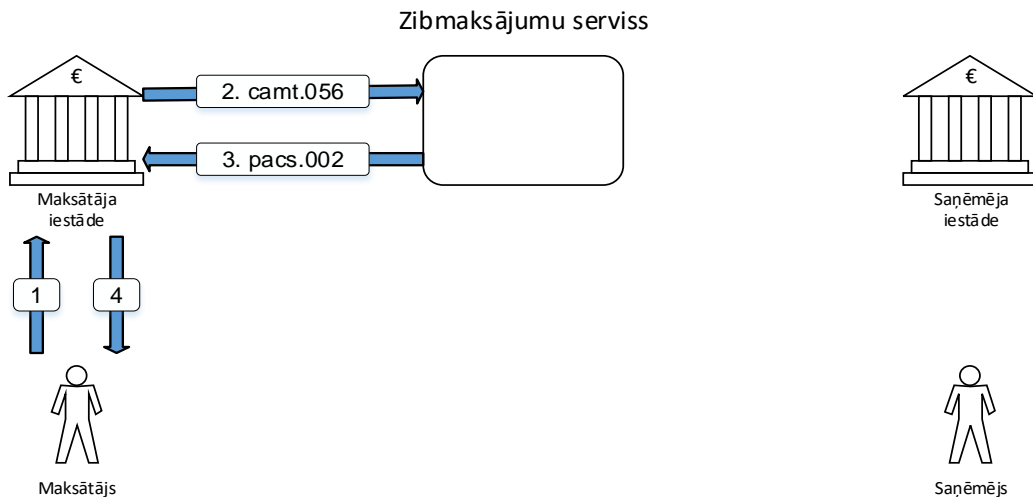 Zibmaksājumu serviss
€
2. camt.056
€
3. pacs.002
Maksātāja
iestāde
Saņēmēja
iestāde
1
4
Maksātājs
Saņēmējs